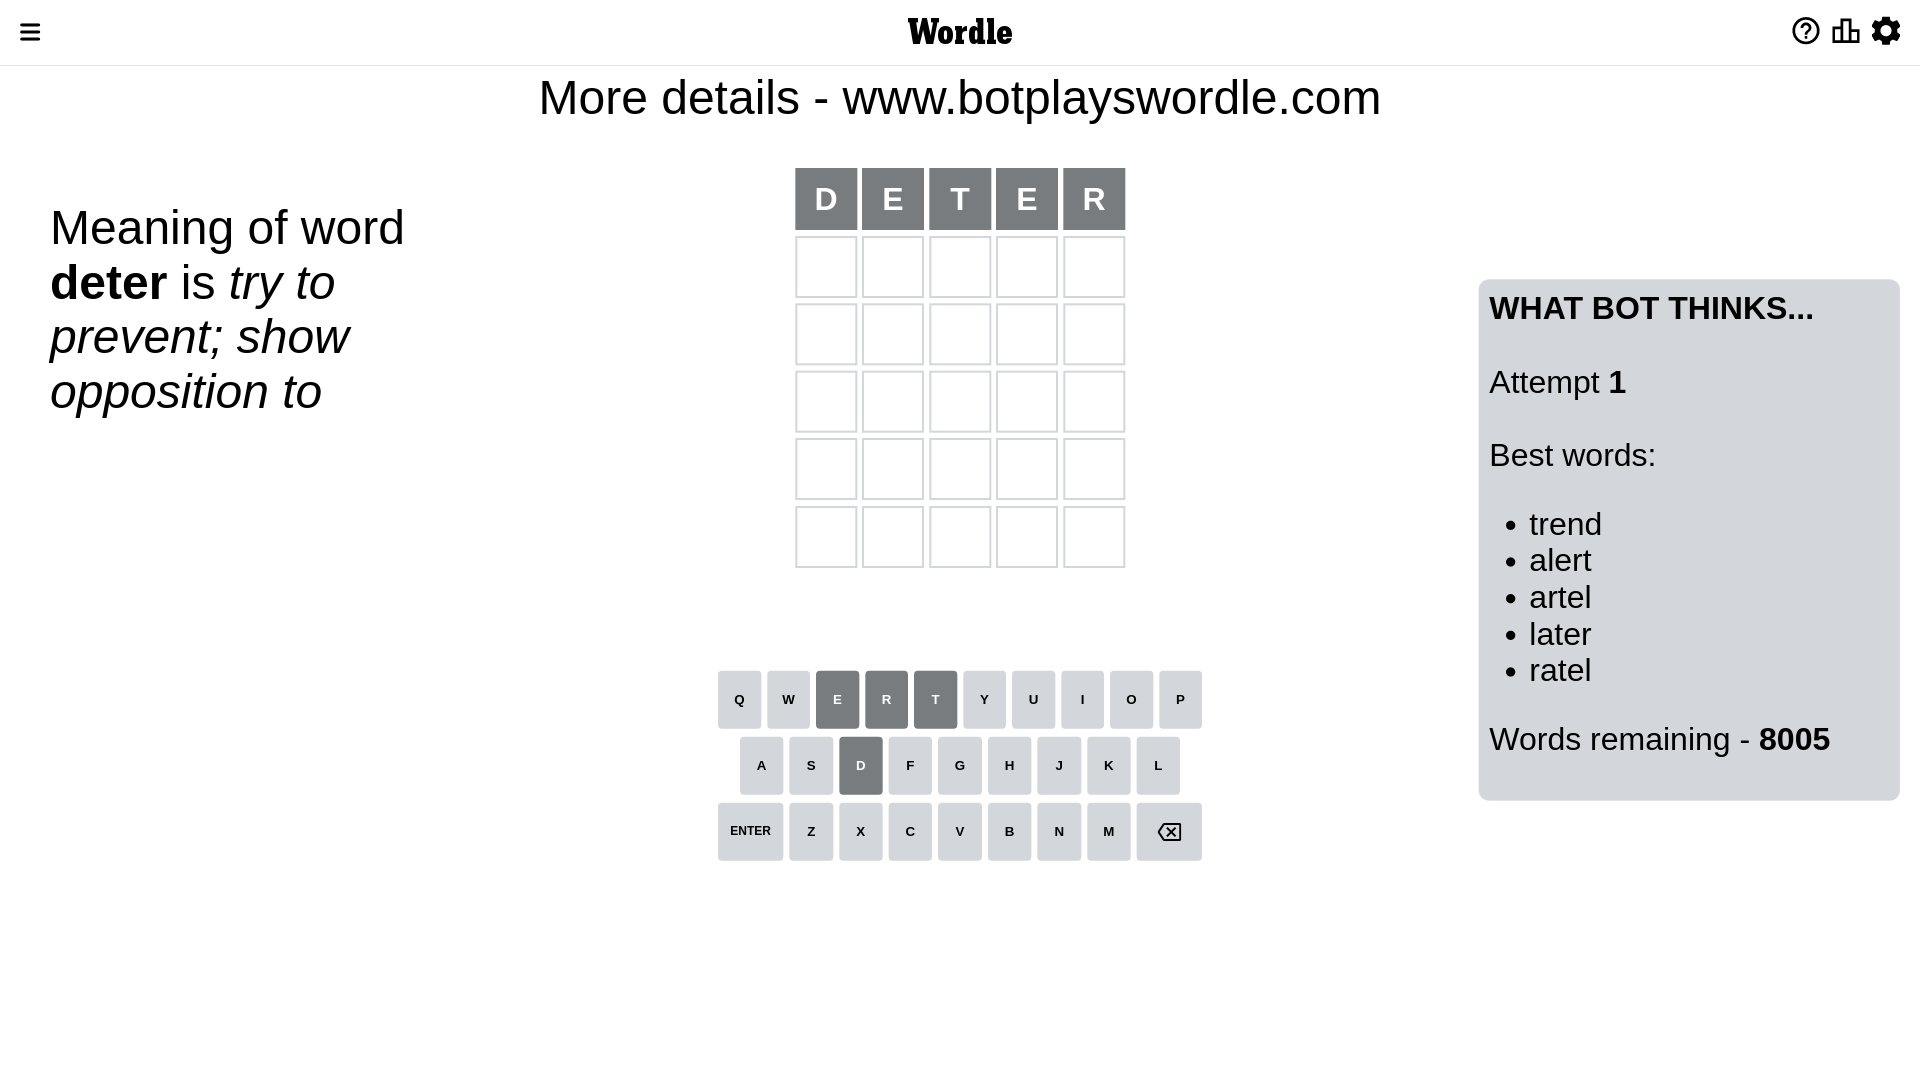 Wordle
More details - www.botplayswordle.com
Meaning of word
deter is try to
prevent; show
opposition to
D E T E R
WHAT BOT THINKS...
Attempt 1
Best words:
trend
alert
artel
later
ratel
Words remaining - 8005
Q W E R T Y U I O P
A S D F G H J K L
ENTER Z X C V B N M